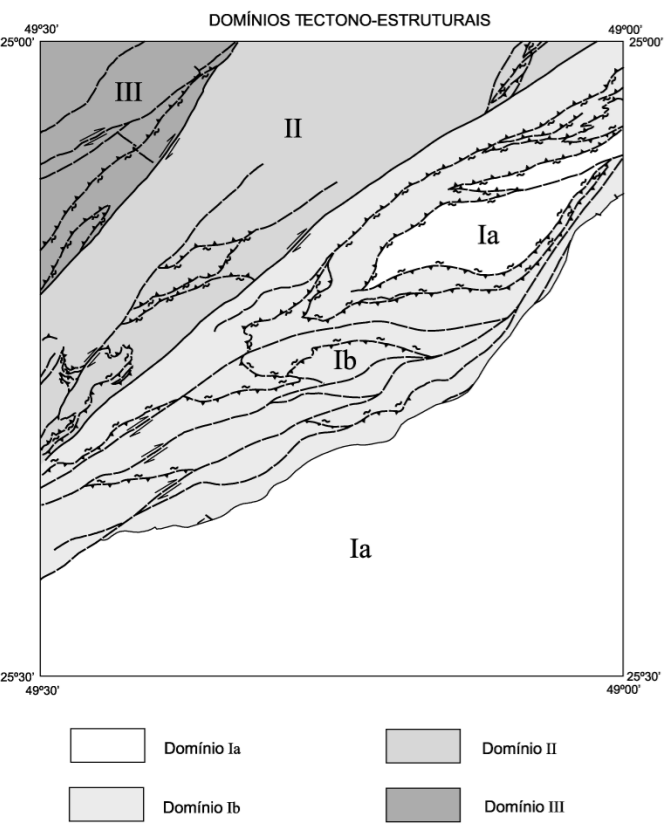 DOMÍNIOS TECTONO-ESTRUTURAIS
49º30' 49º00'
25º00' 25º00'
III
II
Ia
Ib
Ia
25º30' 25º30'
49º30' 49º00'
Domínio Ia Domínio II
Domínio Ib Domínio III